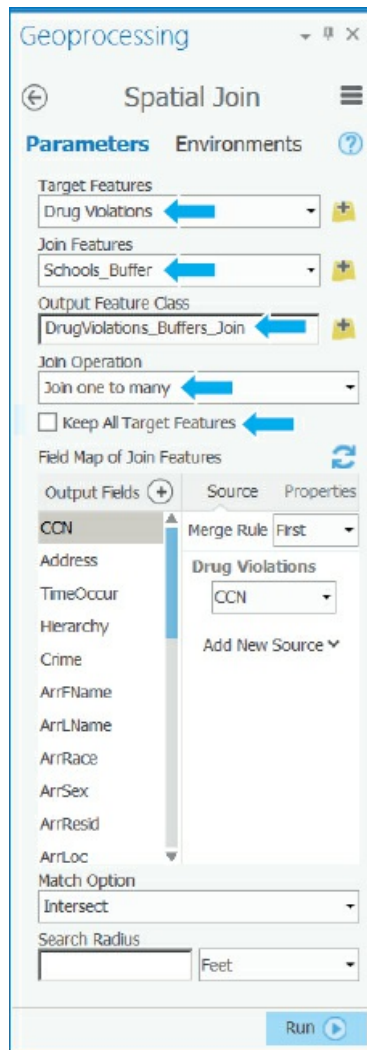 Geoprocessing
Spatial Join
Parameters Environments ?
Target Features
Drug Violations
Join Features
Schools_Buffer
Output Feature Class
DrugViolations_Buffers_Join
Join Operation
Join one to many
Keep All Target Features
Field Map of Join Features
Output Fields Source Properties
CCN Merge Rule First
Address Drug Violations
TimeOccur CCN
Hierarchy Add New Source
Crime
ArrFName
ArrLName
ArrRace
ArrSex
ArrResid
ArrLoc
Match Option
Intersect
Search Radius
Feet
Run